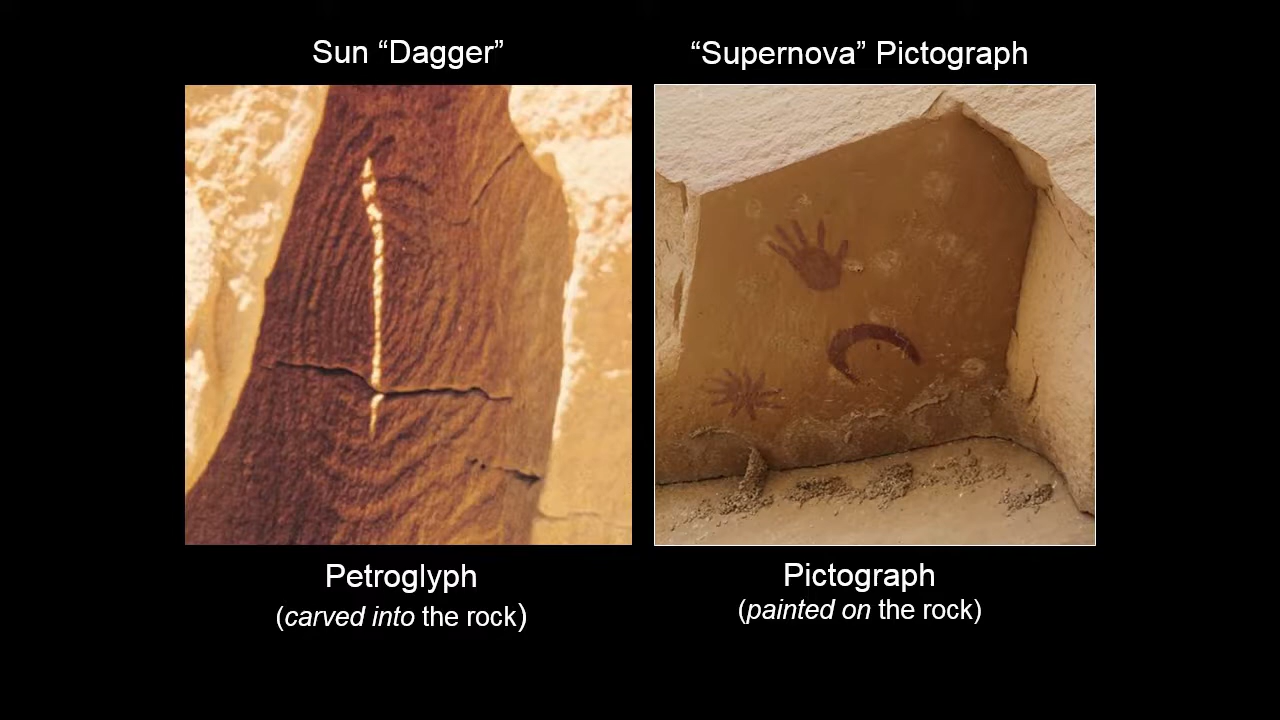 Sun “Dagger”
“Supernova” Pictograph
Petroglyph
(carved into the rock)
Pictograph
(painted on the rock)